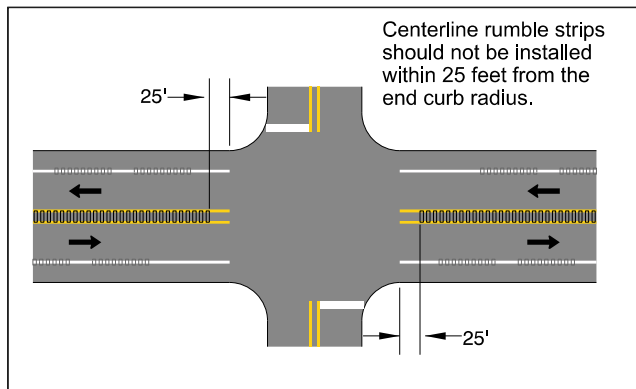 Centerline rumble strips
should not be installed
within 25 feet from the
end curb radius.
25'
25'